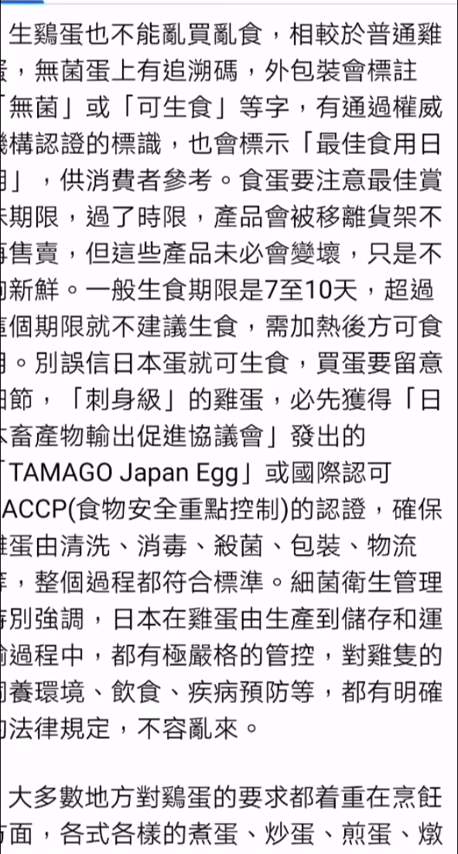 生鷄蛋也不能亂買亂食，相較於普通雞
蛋，無菌蛋上有追溯碼，外包裝會標註
「無菌」或「可生食」等字，有通過權威
機構認證的標識，也會標示「最佳食用日
期」，供消費者參考。食蛋要注意最佳賞
味期限，過了時限，產品會被移離貨架不
再售賣，但這些產品未必會變壞，只是不
夠新鮮。一般生食期限是7至10天，超過
這個期限就不建議生食，需加熱後方可食
用。別誤信日本蛋就可生食，買蛋要留意
細節，「刺身級」的雞蛋，必先獲得「日
本畜產物輸出促進協議會」發出的
「TAMAGO Japan Egg」或國際認可
ACCP(食物安全重點控制)的認證，確保
雞蛋由清洗、消毒、殺菌、包裝、物流
等，整個過程都符合標準。細菌衛生管理
特別強調，日本在雞蛋由生產到儲存和運
輸過程中，都有極嚴格的管控，對雞隻的
飼養環境、飲食、疾病預防等，都有明確
的法律規定，不容亂來。
大多數地方對鷄蛋的要求都着重在烹飪
方面，各式各樣的煮蛋、炒蛋、煎蛋、燉